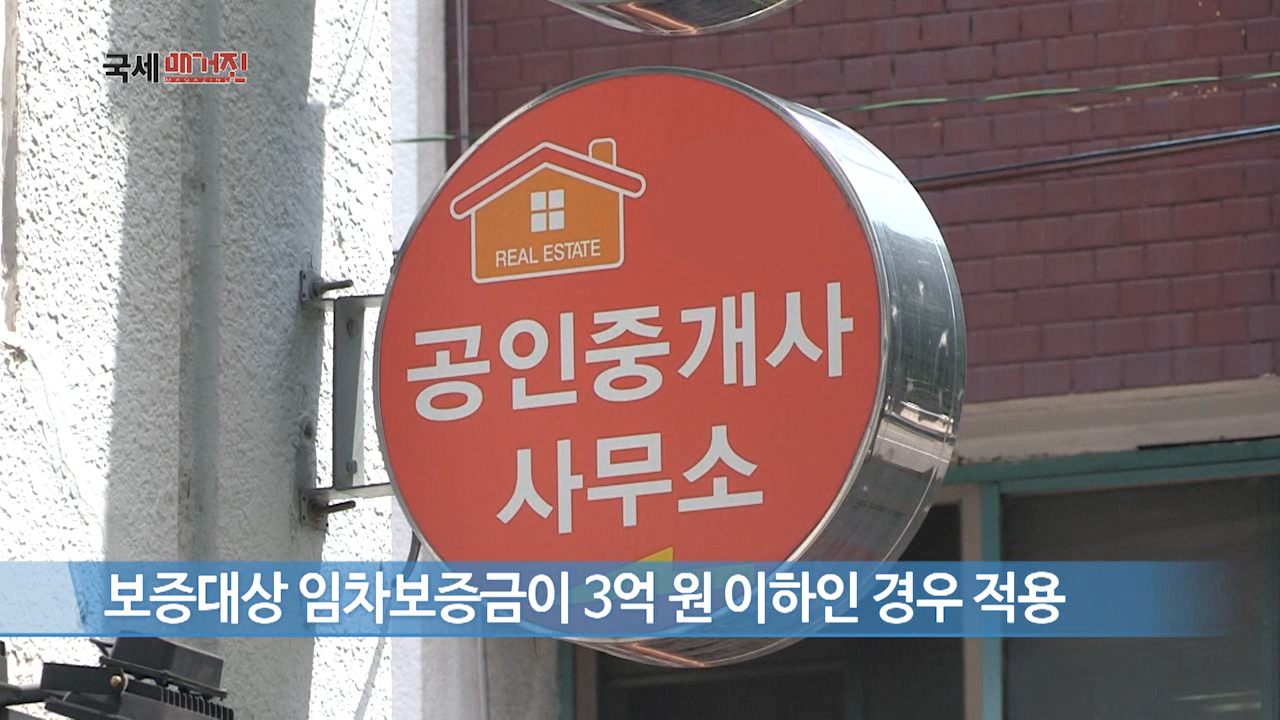 국세 매거진
MAGAZINE
REAL ESTATE
공인중개사
사무소
보증대상 임차보증금이 3억 원 이하인 경우 적용